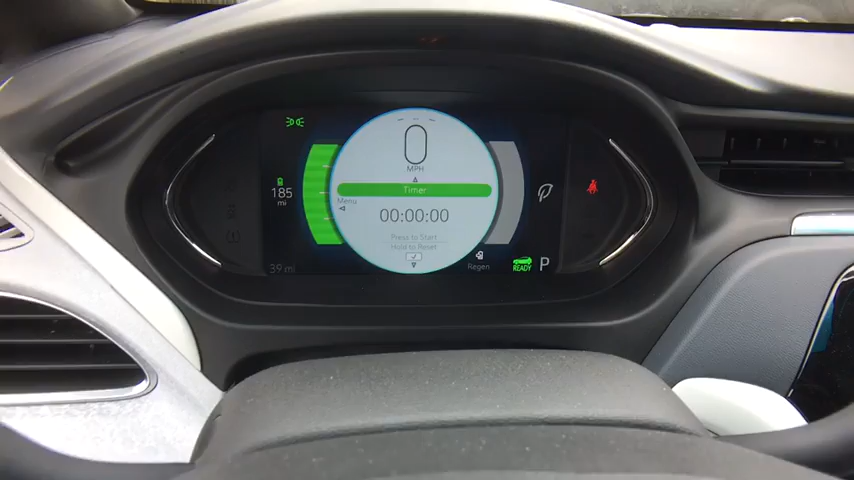 0
MPH
Timer
185
mi
Menu
00:00:00
Press to Start
Hold to Reset
39 mi
Regen
READY
P